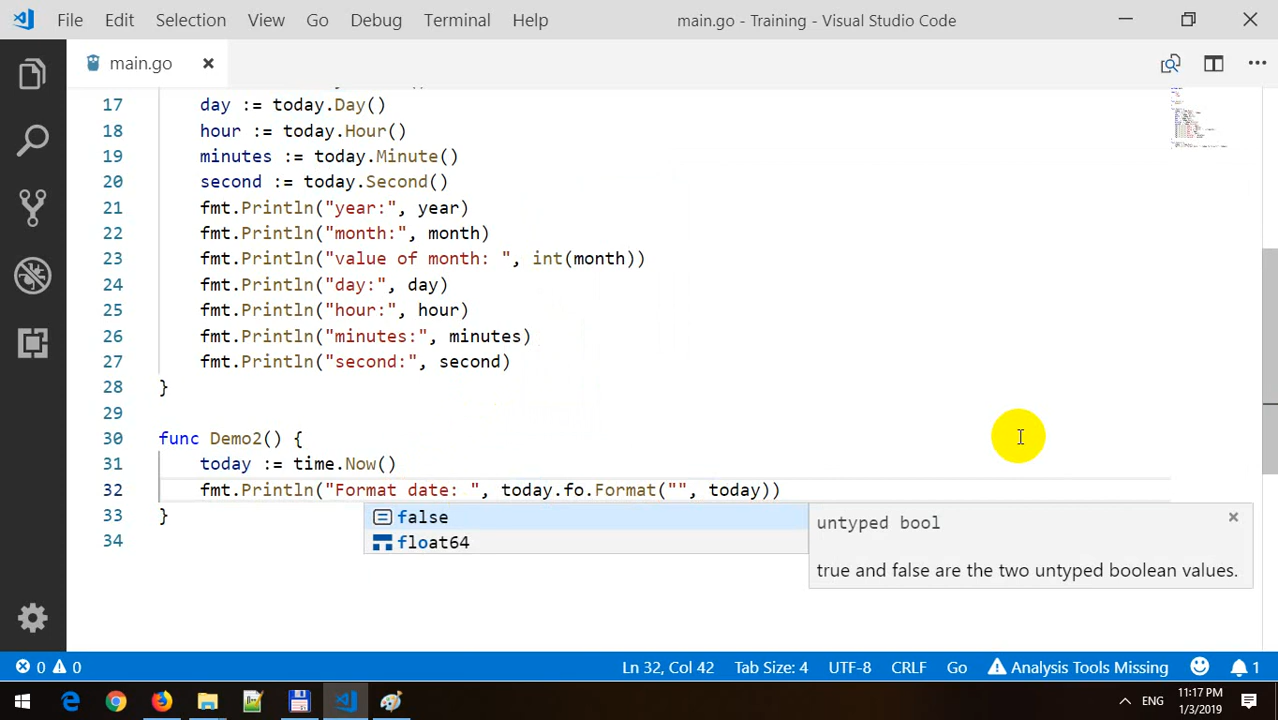 File Edit Selection View Go Debug Terminal Help main.go - Training - Visual Studio Code
main.go
17 day := today.Day()
18 hour := today.Hour()
19 minutes := today.Minute()
20 second := today.Second()
21 fmt.Println("year:", year)
22 fmt.Println("month:", month)
23 fmt.Println("value of month: ", int(month))
24 fmt.Println("day:", day)
25 fmt.Println("hour:", hour)
26 fmt.Println("minutes:", minutes)
27 fmt.Println("second:", second)
28 }
29
30 func Demo2() {
31 today := time.Now()
32 fmt.Println("Format date: ", today.fo.Format("", today))
33 }
false
untyped bool
34
float64
true and false are the two untyped boolean values.
0 0 Ln 32, Col 42 Tab Size: 4 UTF-8 CRLF Go Analysis Tools Missing 1
ENG
11:17 PM
1/3/2019